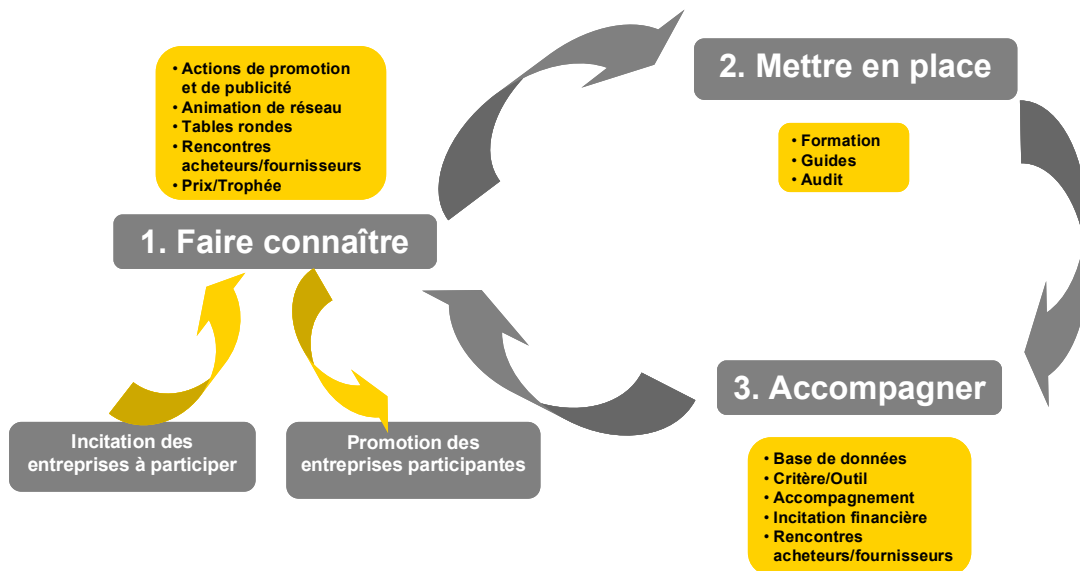 • Actions de promotion
et de publicité
• Animation de réseau
• Tables rondes
• Rencontres
acheteurs/fournisseurs
• Prix/Trophée
1. Faire connaître
2. Mettre en place
• Formation
• Guides
• Audit
3. Accompagner
• Base de données
• Critère/Outil
• Accompagnement
• Incitation financière
• Rencontres
acheteurs/fournisseurs
Incitation des
entreprises à participer
Promotion des
entreprises participantes